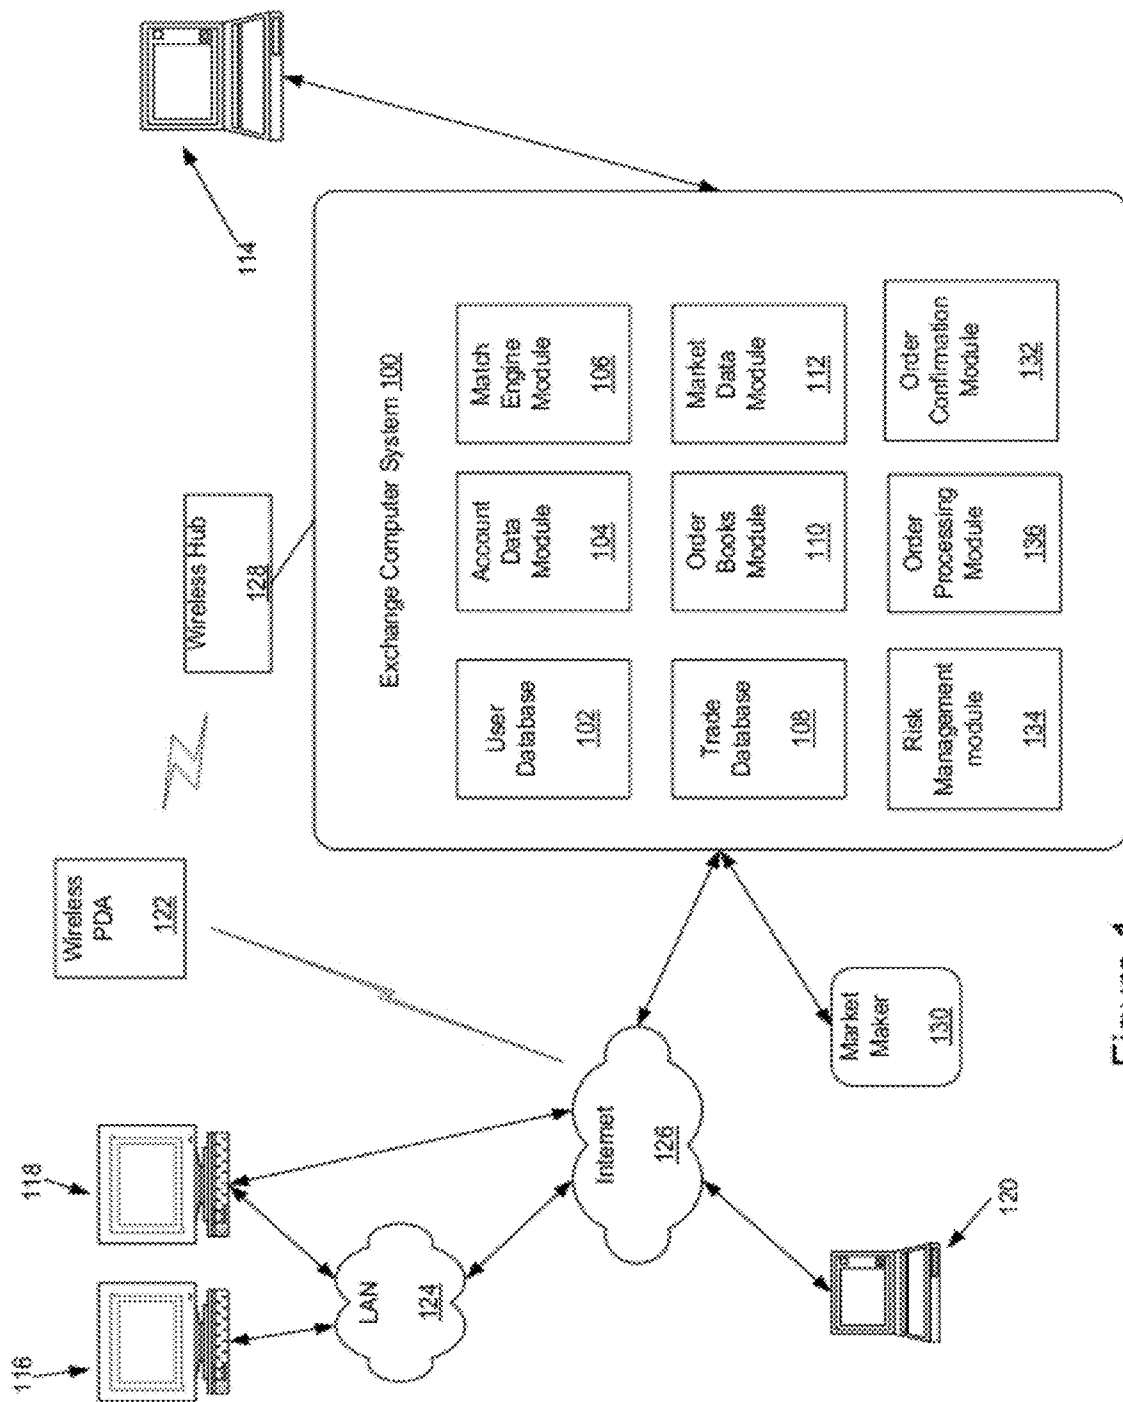 114
Wireless Hub
128
Exchange Computer System 100
User
Database
102
Account
Data
Module
104
Match
Engine
Module
106
Trade
Database
108
Order
Books
Module
110
Market
Data
Module
112
Risk
Management
module
134
Order
Processing
Module
136
Order
Confirmation
Module
132
Wireless
PDA
122
116
118
LAN
124
Internet
126
Market
Maker
130
120